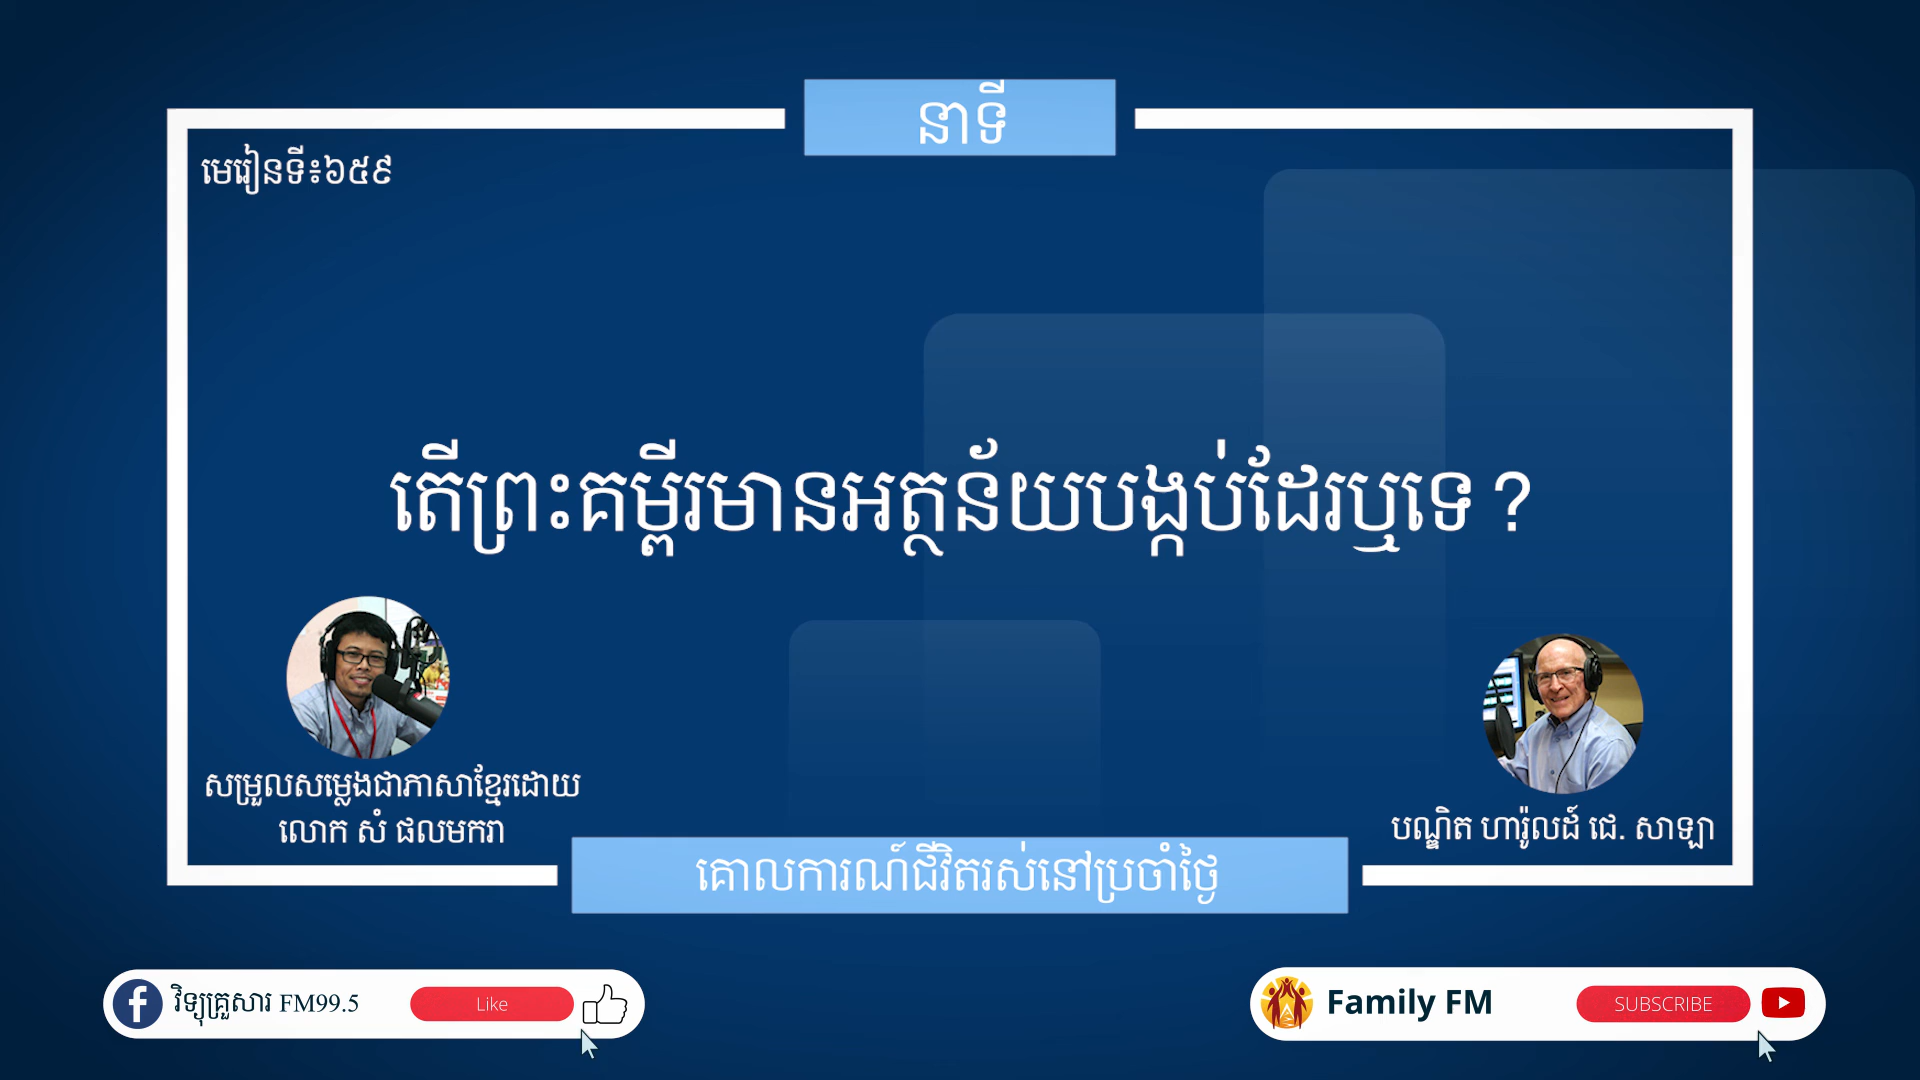 នាទី
មេរៀនទី៖៦៥៩
តើព្រះគម្ពីរមានអត្ថន័យបង្កប់ដែរឬទេ ?
សម្រួលសម្លេងជាភាសាខ្មែរដោយ
លោក សំ ផលមករា
បណ្ឌិត ហារ៉ូលដ៍ ជេ. សាឡា
គោលការណ៍ជីវិតរស់នៅប្រចាំថ្ងៃ
វិទ្យុគ្រួសារ FM99.5
Like
Family FM
SUBSCRIBE